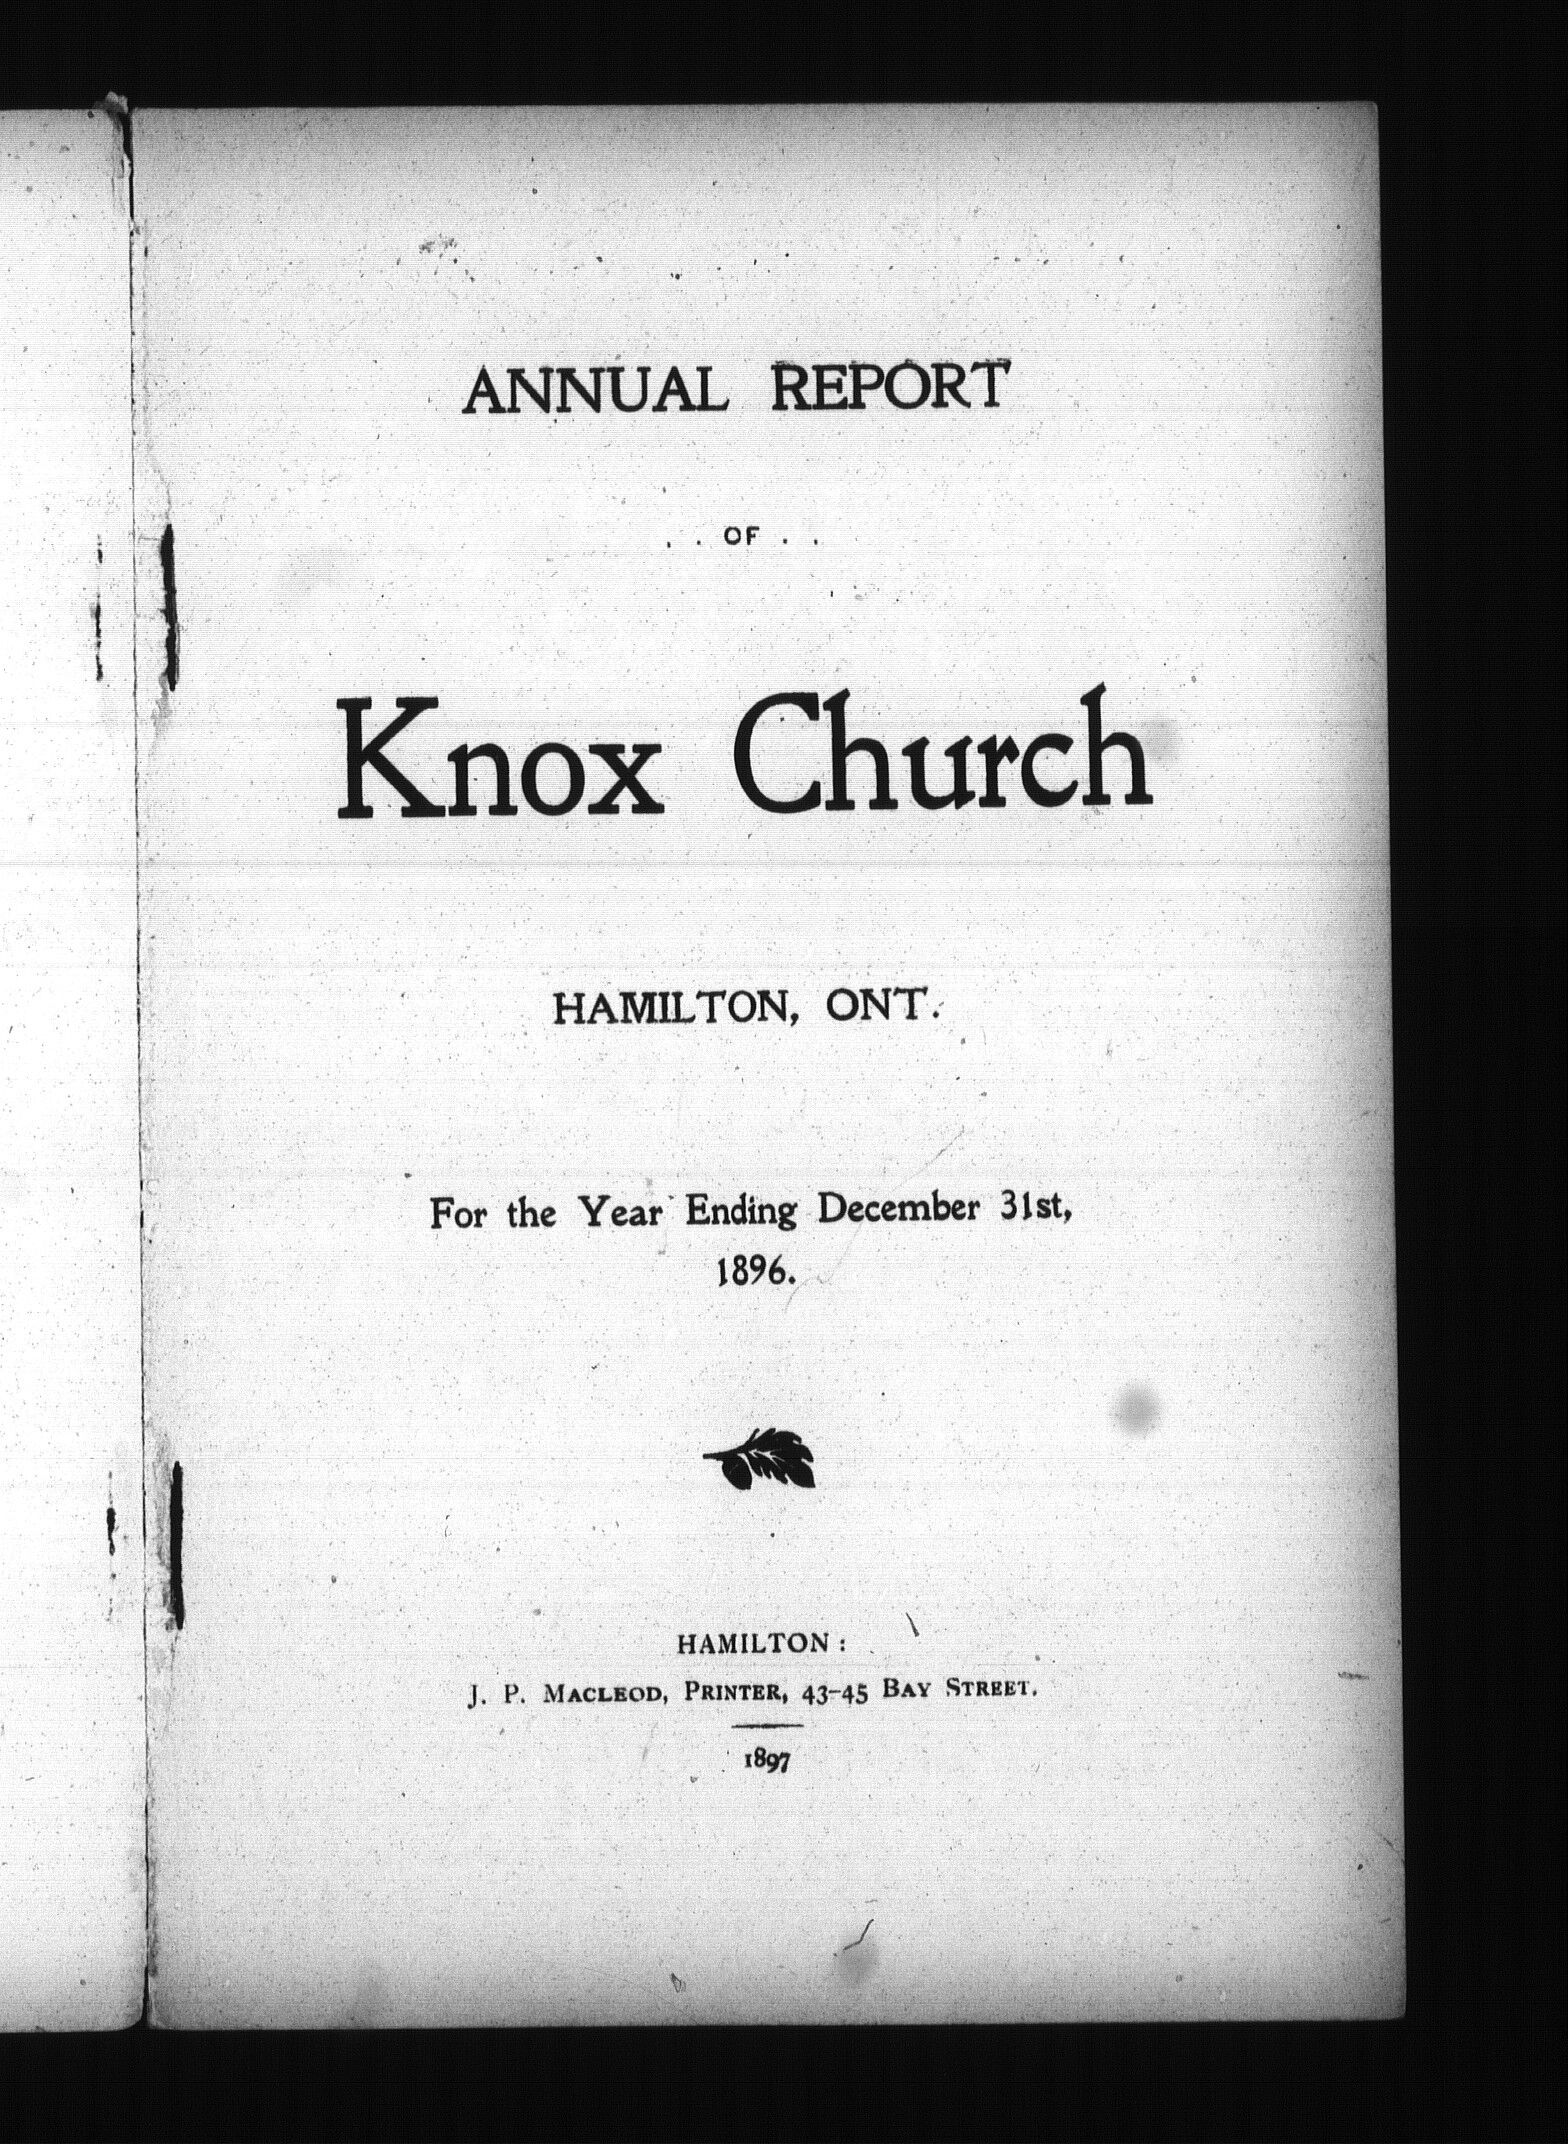 ANNUAL REPORT
. . OF . .
Knox Church
HAMILTON, ONT.
For the Year Ending December 31st,
1896.
HAMILTON:
J. P. MACLEOD, PRINTER, 43-45 BAY STREET.
1897